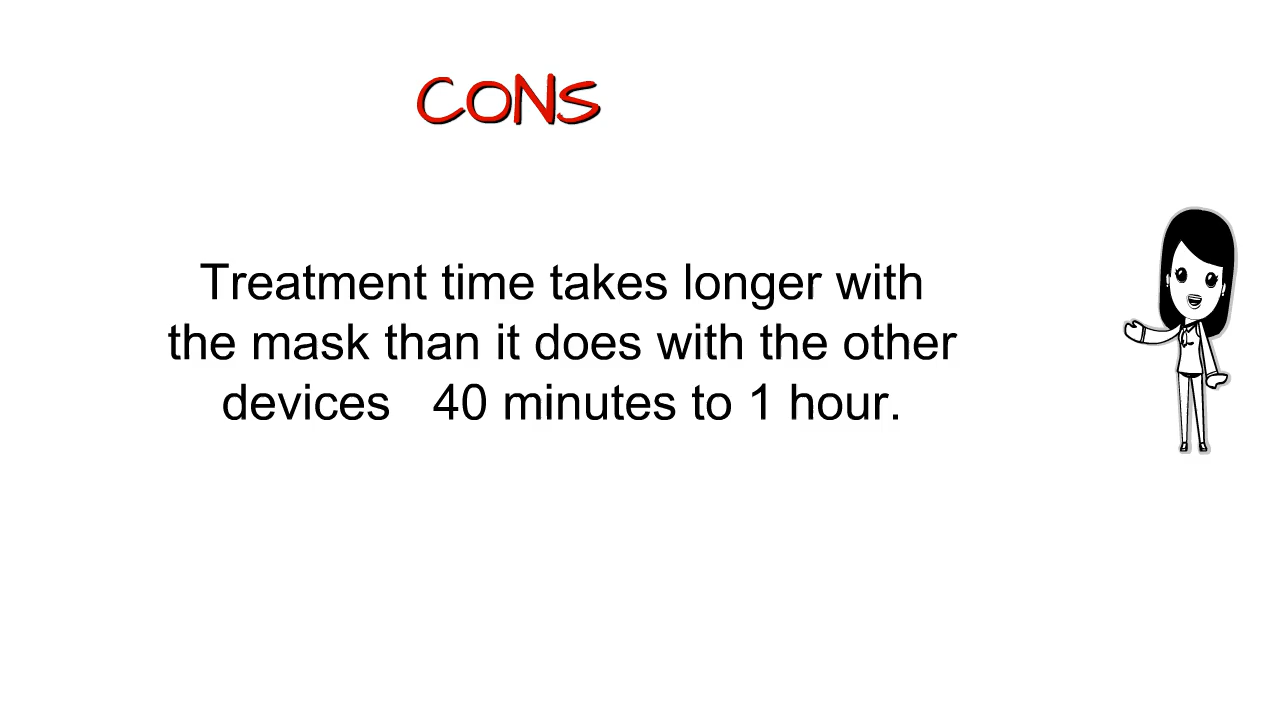 CONS
Treatment time takes longer with
the mask than it does with the other
devices   40 minutes to 1 hour.